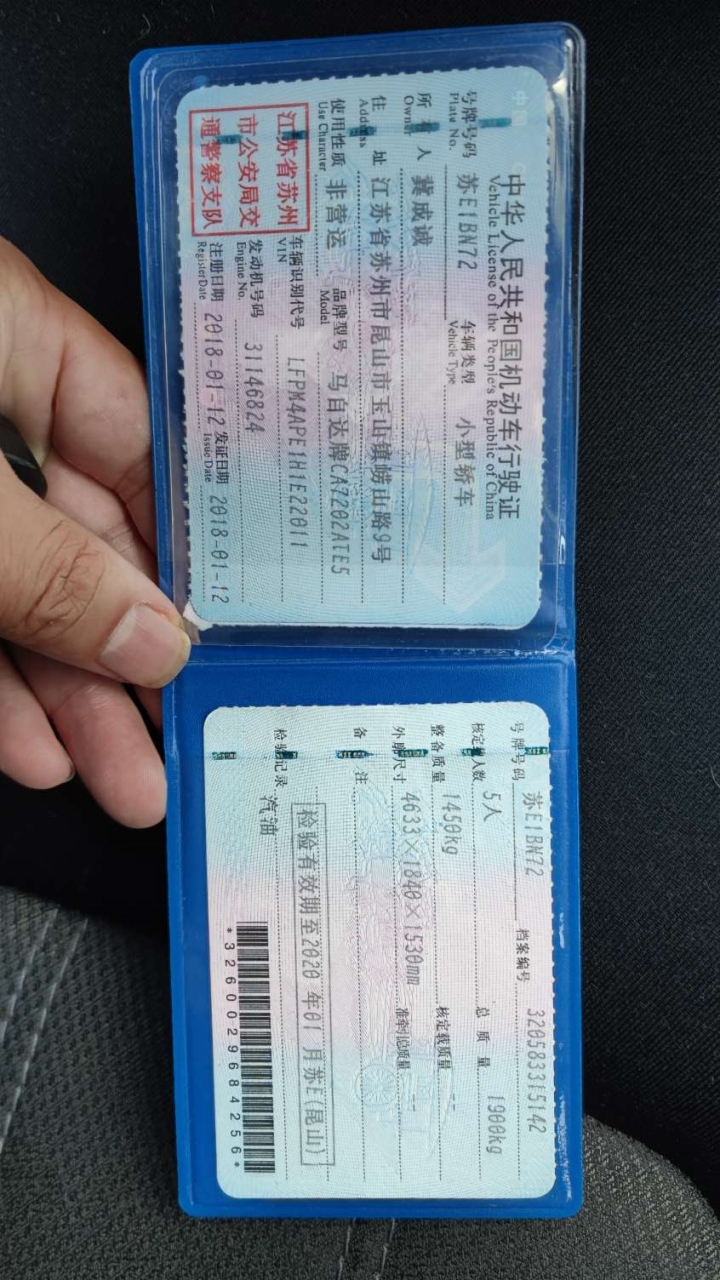 中华人民共和国机动车行驶证
Vehicle License of the People's Republic of China
号牌号码 苏E1BN72 车辆类型 小型轿车
Plate No. Vehicle Type
所有人 冀成诚
Owner
住址 江苏省苏州市昆山市玉山镇崂山路9号
Address
使用性质 非营运 品牌型号 马自达牌CA7202ATE5
Use Character Model
江苏省苏州
市公安局交
通警察支队
车辆识别代号 LFPM4APE1H1E22011
VIN
发动机号码 31146824
Engine No.
注册日期 2018-01-12 发证日期 2018-01-12
Register Date Issue Date
号牌号码 苏E1BN72 档案编号 320583315142
核定载人数 5人 总质量 1900kg
整备质量 1450kg 核定载质量 --
外廓尺寸 4633×1840×1530mm 准牵引总质量 --
备注
检验有效期至2020年01月苏E(昆山)
检验记录
汽油
*3260029684256*